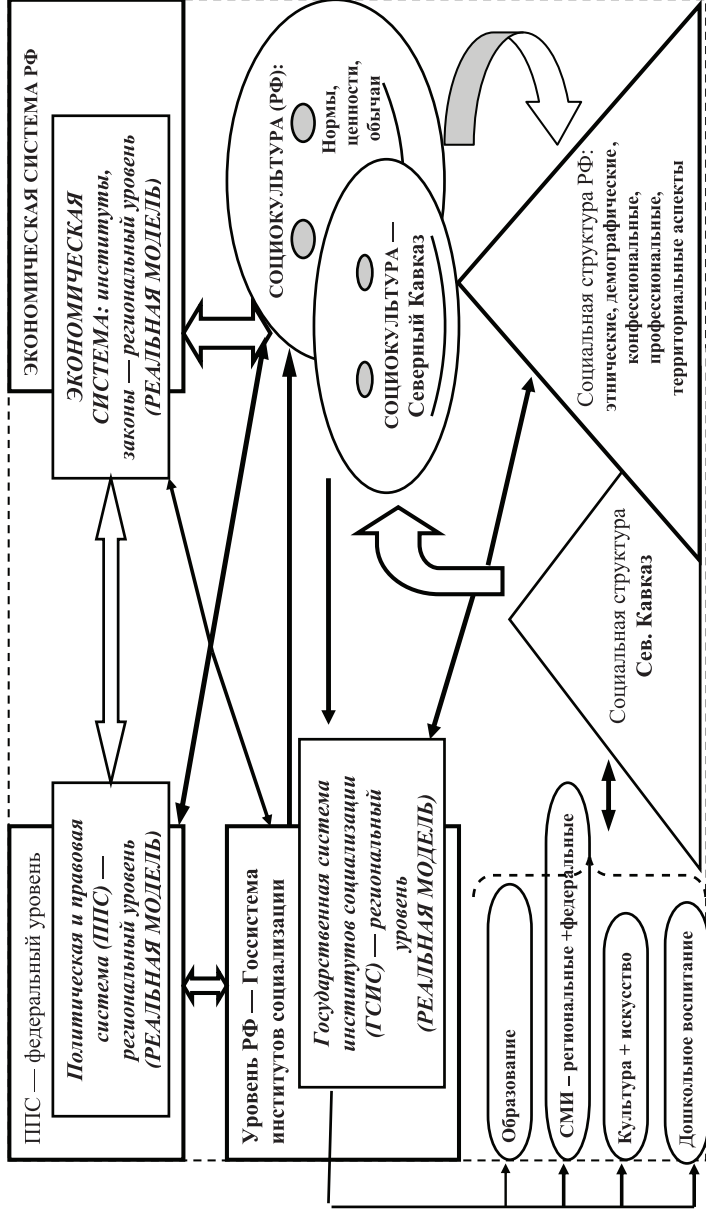 ППС — федеральный уровень
Политическая и правовая
система (ППС) —
региональный уровень
(РЕАЛЬНАЯ МОДЕЛЬ)
ЭКОНОМИЧЕСКАЯ СИСТЕМА РФ
ЭКОНОМИЧЕСКАЯ
СИСТЕМА: институты,
законы — региональный уровень
(РЕАЛЬНАЯ МОДЕЛЬ)
Уровень РФ — Госсистема
институтов социализации
Государственная система
институтов социализации
(ГСИС) — региональный
уровень
(РЕАЛЬНАЯ МОДЕЛЬ)
СОЦИОКУЛЬТУРА (РФ):
Нормы,
ценности,
обычаи
СОЦИОКУЛЬТУРА —
Северный Кавказ
Образование
СМИ – региональные +федеральные
Культура + искусство
Дошкольное воспитание
Социальная структура
Сев. Кавказ
Социальная структура РФ:
этнические, демографические,
конфессиональные,
профессиональные,
территориальные аспекты